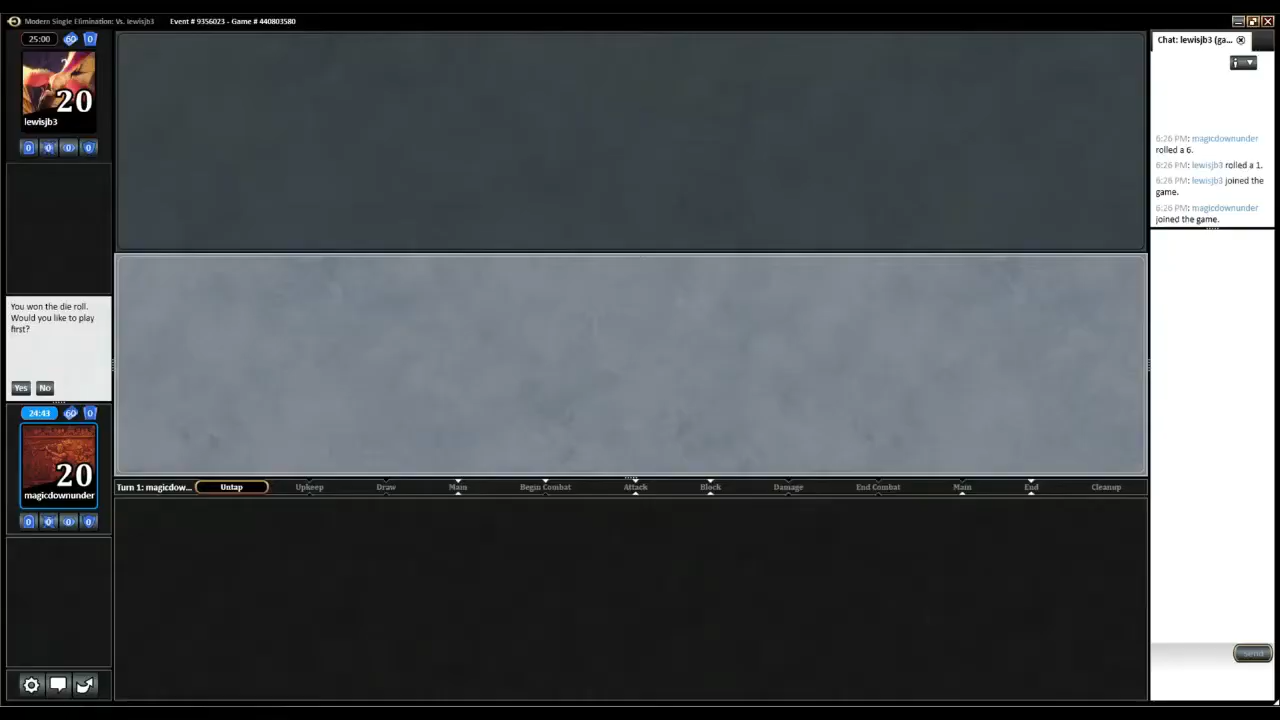 Modern Single Elimination: Vs. lewisjb3 Event # 9356023 - Game # 440803580
25:00 60 0
20
lewisjb3
0 0 0 0
You won the die roll.
Would you like to play
first?
Yes No
24:43 60 0
20
magicdownunder
0 0 0 0
Turn 1: magicdow... Untap Upkeep Draw Main Begin Combat Attack Block Damage End Combat Main End Cleanup
Chat: lewisjb3 (ga...
6:26 PM: magicdownunder
rolled a 6.
6:26 PM: lewisjb3 rolled a 1.
6:26 PM: lewisjb3 joined the
game.
6:26 PM: magicdownunder
joined the game.
Send